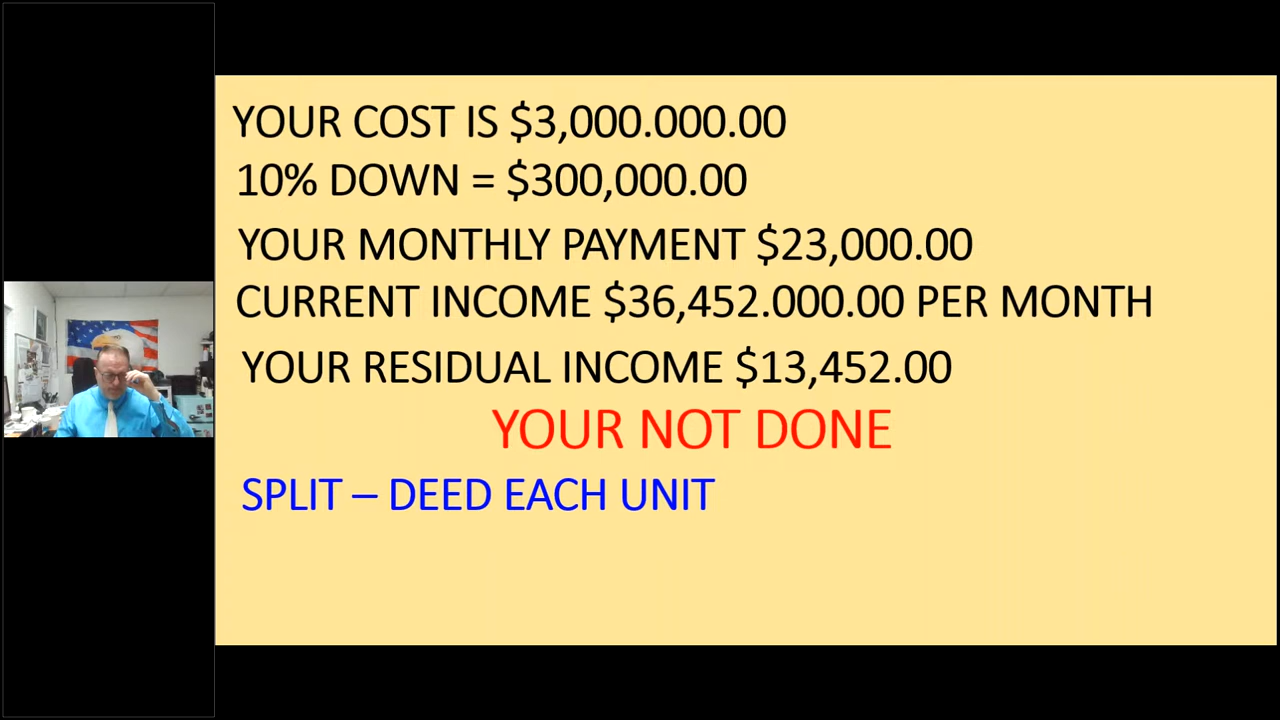 YOUR COST IS $3,000.000.00
10% DOWN = $300,000.00
YOUR MONTHLY PAYMENT $23,000.00
CURRENT INCOME $36,452.000.00 PER MONTH
YOUR RESIDUAL INCOME $13,452.00
YOUR NOT DONE
SPLIT – DEED EACH UNIT